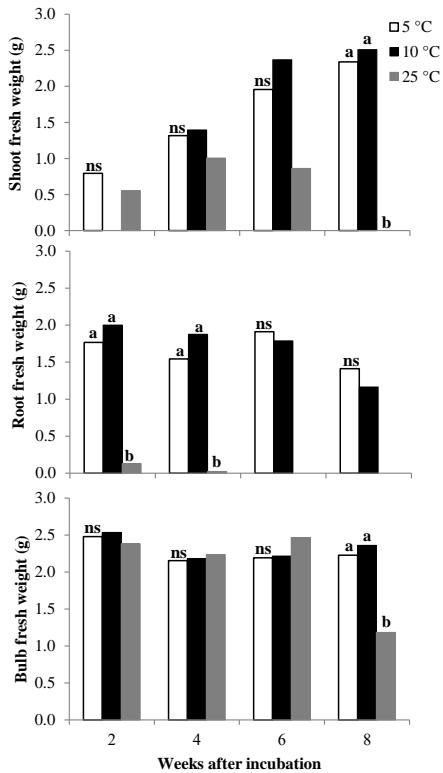 3.0
2.5
2.0
1.5
1.0
0.5
0.0
Shoot fresh weight (g)
ns
ns
ns
a a
b
5 °C
10 °C
25 °C
3.0
2.5
2.0
1.5
1.0
0.5
0.0
Root fresh weight (g)
a a
b
a a
b
ns
ns
3.0
2.5
2.0
1.5
1.0
0.5
0.0
Bulb fresh weight (g)
ns
ns
ns
a a
b
2 4 6 8
Weeks after incubation